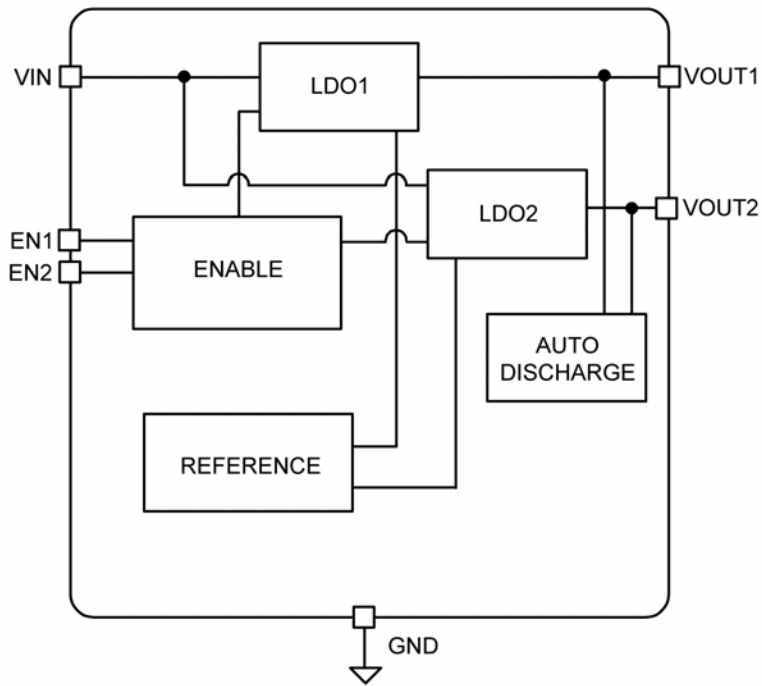 VIN
LDO1
VOUT1
LDO2
VOUT2
EN1
EN2
ENABLE
AUTO
DISCHARGE
REFERENCE
GND